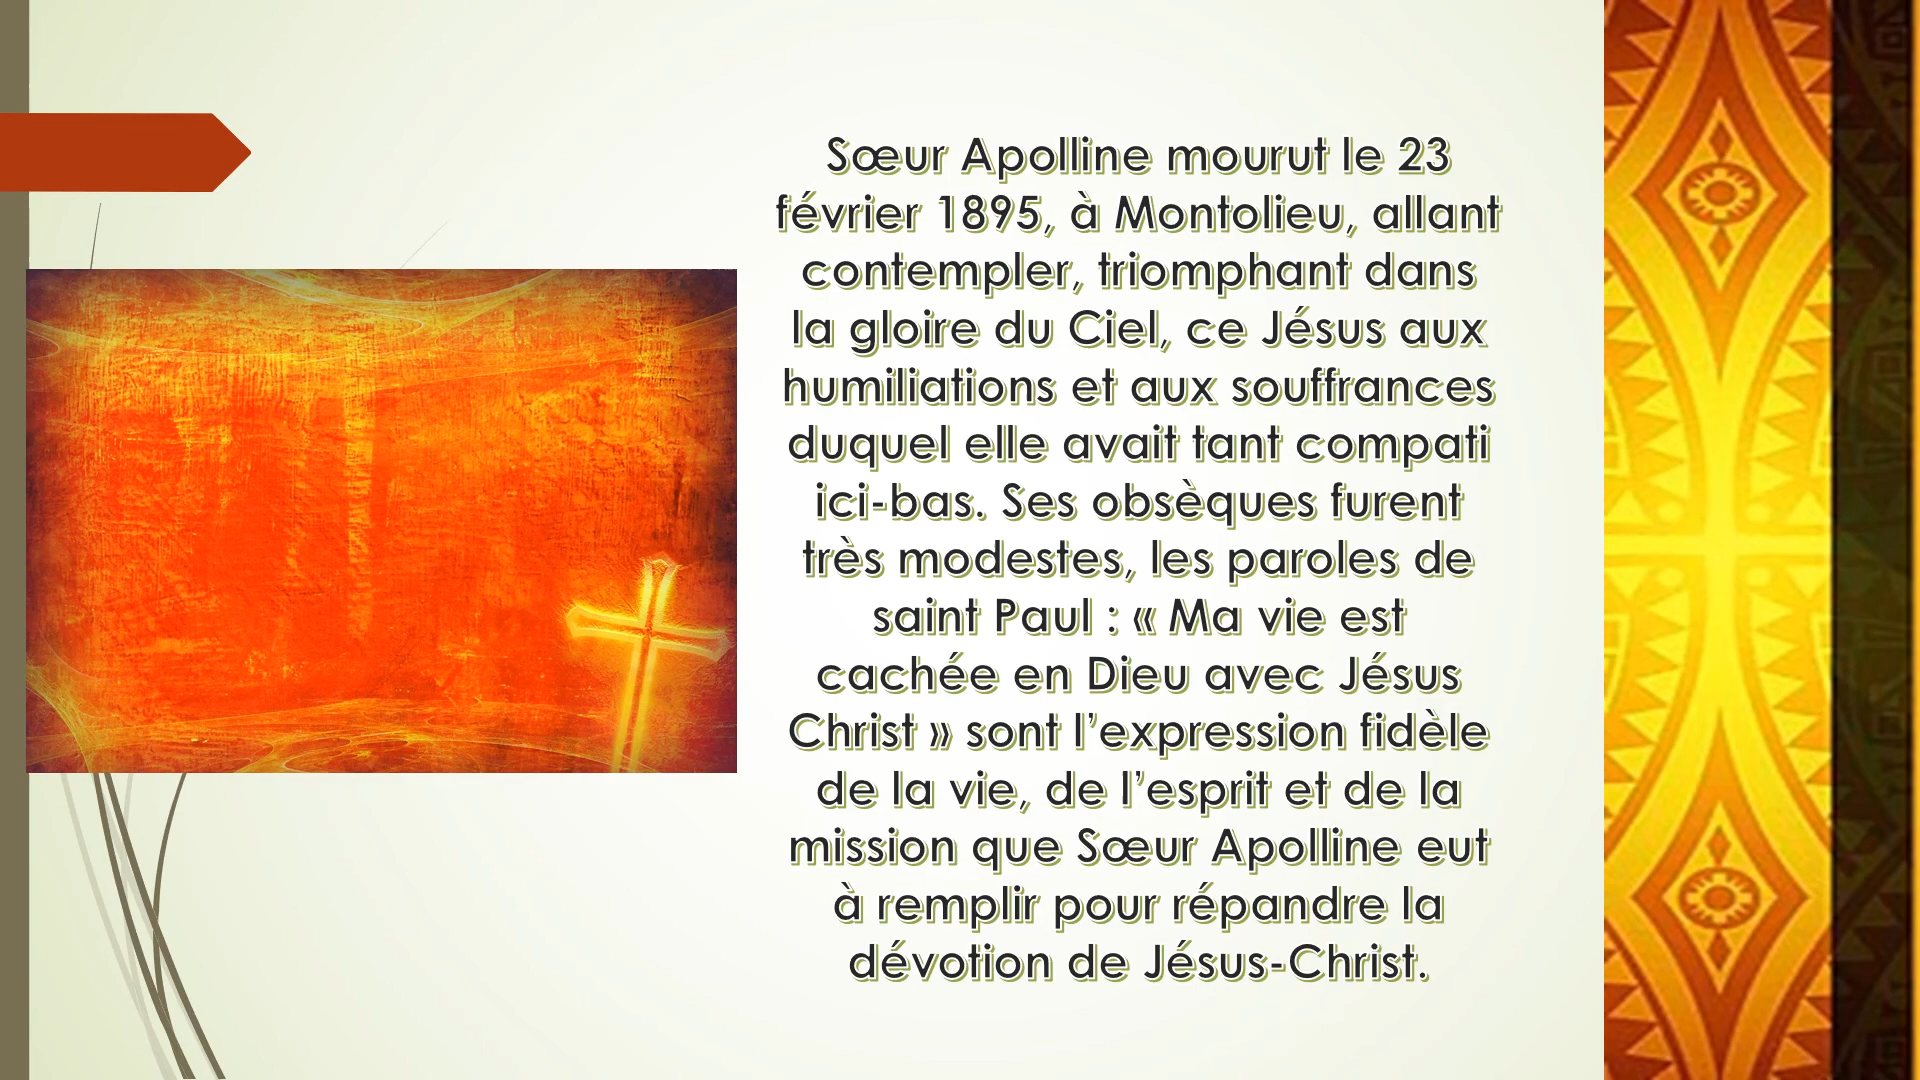 Sœur Apolline mourut le 23
février 1895, à Montolieu, allant
contempler, triomphant dans
la gloire du Ciel, ce Jésus aux
humiliations et aux souffrances
duquel elle avait tant compati
ici-bas. Ses obsèques furent
très modestes, les paroles de
saint Paul : « Ma vie est
cachée en Dieu avec Jésus
Christ » sont l’expression fidèle
de la vie, de l’esprit et de la
mission que Sœur Apolline eut
à remplir pour répandre la
dévotion de Jésus-Christ.